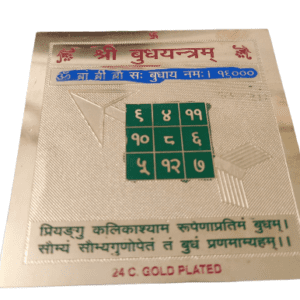 श्री बुधयन्त्रम्
ॐ ब्रां ब्रीं ब्रौं सः बुधाय नमः। १६०००
६ ४ ११
१० ८ ६
५ १२ ७
प्रियङ्गु कलिकाश्याम रूपेणाप्रतिमं बुधम्।
सौम्यं सौम्यगुणोपेतं तं बुधं प्रणमाम्यहम्।।
24 C. GOLD PLATED